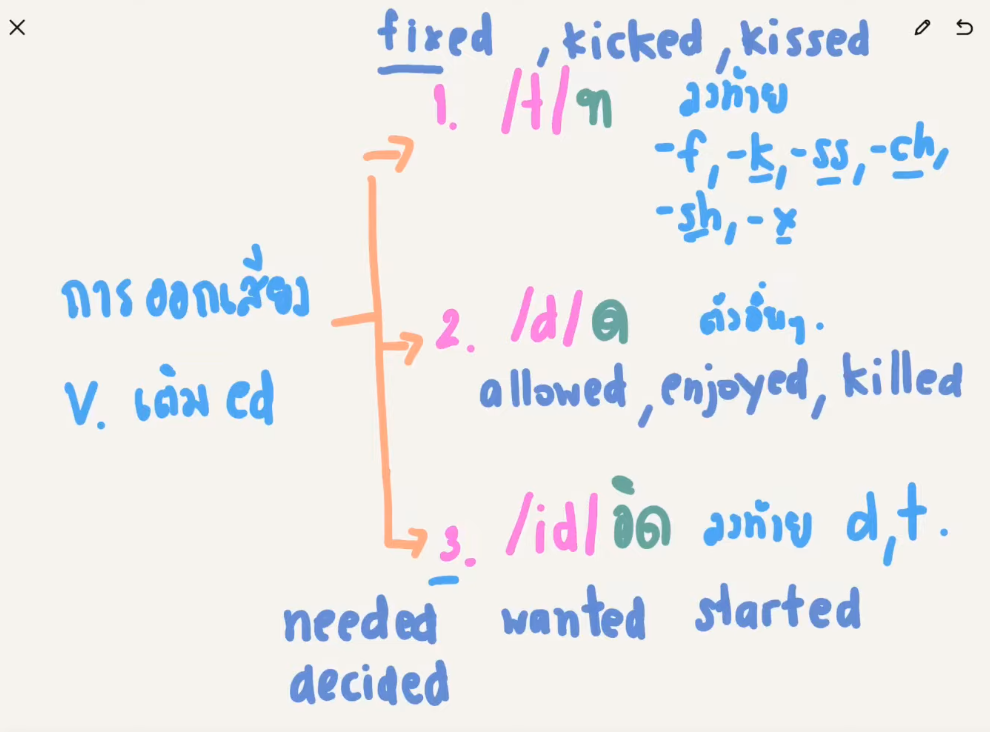 fixed , kicked , kissed
1. /t/ ท ลงท้าย
-f, -k, -ss, -ch,
-sh, -x
การออกเสียง
V. เติม ed
2. /d/ ด ตัวอื่นๆ.
allowed, enjoyed, killed
3. /id/ อิด ลงท้าย d, t.
needed wanted started
decided